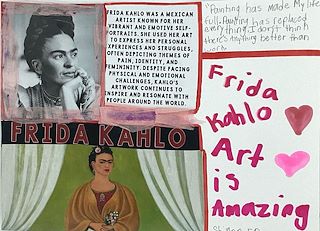 FRIDA KAHLO WAS A MEXICAN
ARTIST KNOWN FOR HER
VIBRANT AND EMOTIVE SELF-
PORTRAITS. SHE USED HER ART
TO EXPRESS HER PERSONAL
EXPERIENCES AND STRUGGLES,
OFTEN DEPICTING THEMES OF
PAIN, IDENTITY, AND
FEMININITY. DESPITE FACING
PHYSICAL AND EMOTIONAL
CHALLENGES, KAHLO'S
ARTWORK CONTINUES TO
INSPIRE AND RESONATE WITH
PEOPLE AROUND THE WORLD.
"Painting has made My life
full. Painting has replaced
everything. I don't think
there's anything better than
work.
FRIDA KAHLO
Frida
Kahlo
Art
is
Amazing